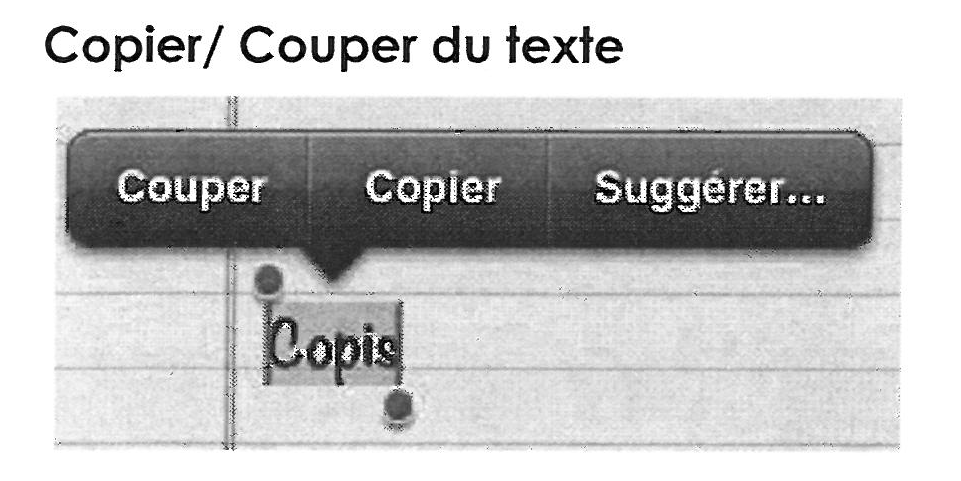 Copier/ Couper du texte
Couper Copier Suggérer...
Copis